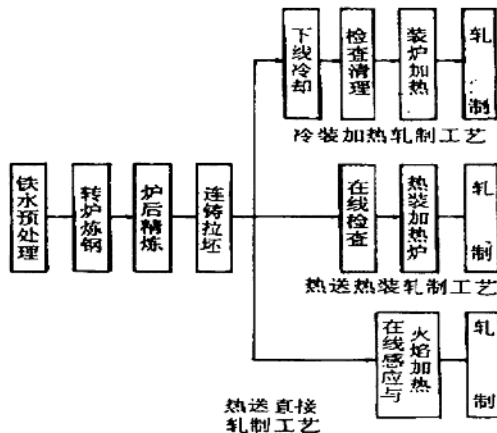 下线冷却
检查清理
装炉加热
轧制
冷装加热轧制工艺
铁水预处理
转炉炼钢
炉后精炼
连铸拉坯
在线检查
热装加热炉
轧制
热送热装轧制工艺
在线感应与
火焰加热
轧制
热送直接
轧制工艺